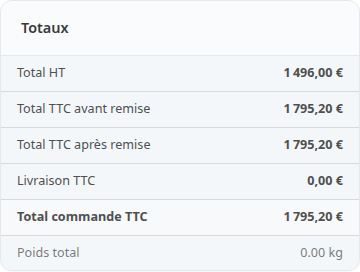 Totaux
Total HT 1 496,00 €
Total TTC avant remise 1 795,20 €
Total TTC après remise 1 795,20 €
Livraison TTC 0,00 €
Total commande TTC 1 795,20 €
Poids total 0.00 kg